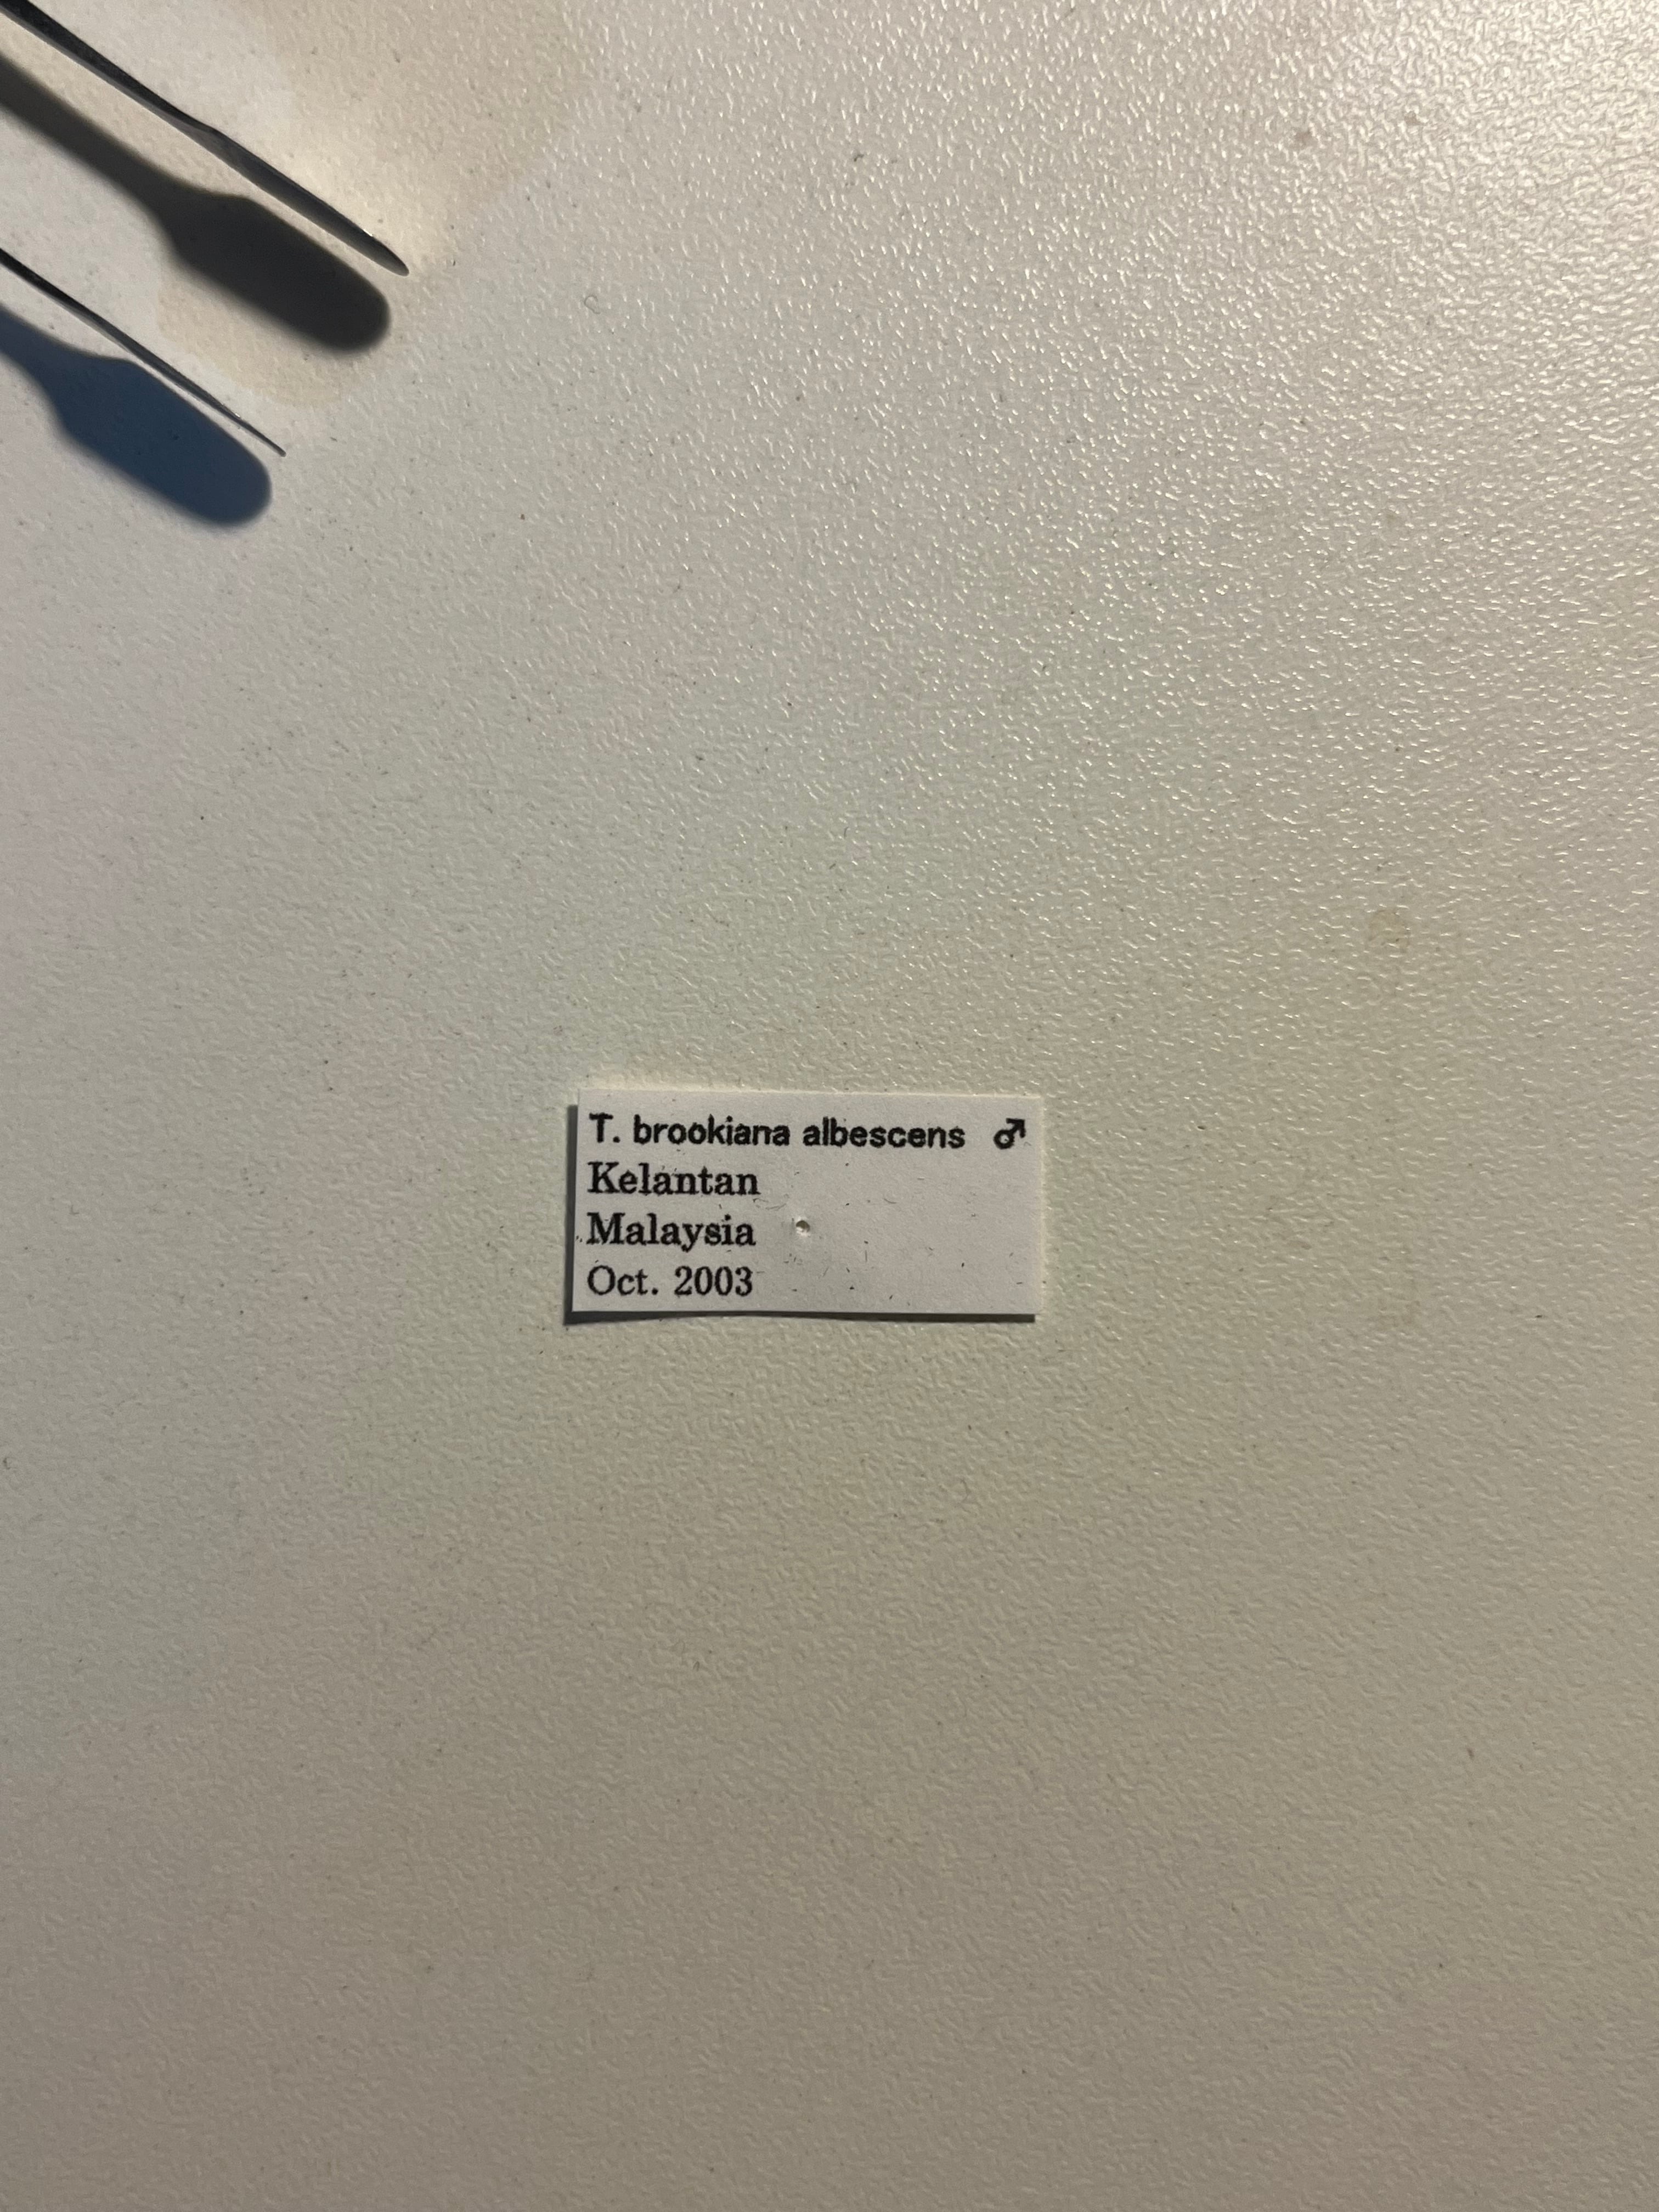 T. brookiana albescens ♂
Kelantan
Malaysia
Oct. 2003